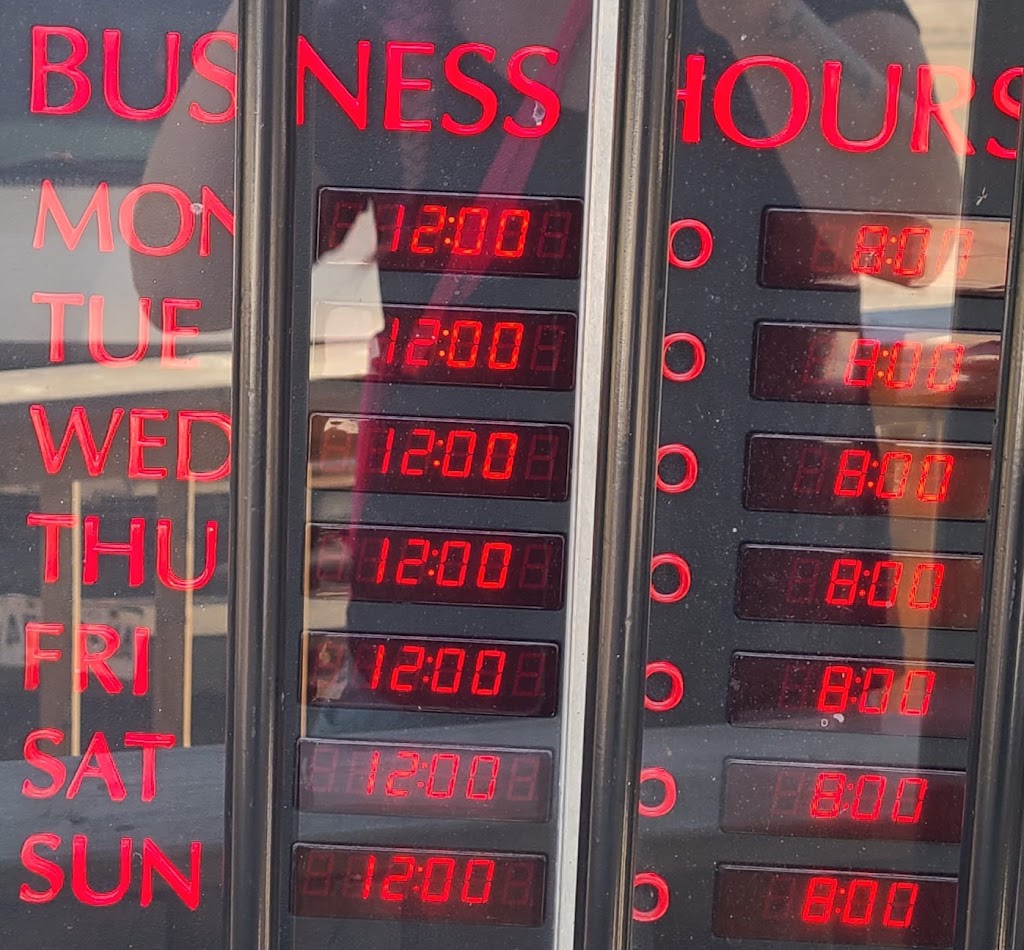 BUSINESS HOURS
MON 12:00 TO 8:00
TUE 12:00 TO 8:00
WED 12:00 TO 8:00
THU 12:00 TO 8:00
FRI 12:00 TO 8:00
SAT 12:00 TO 8:00
SUN 12:00 TO 8:00